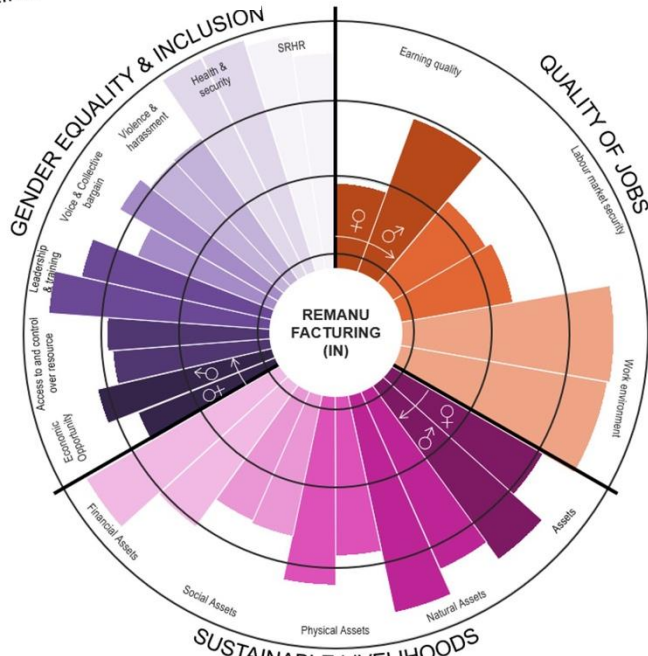 GENDER EQUALITY & INCLUSION
QUALITY OF JOBS
SUSTAINABLE LIVELIHOODS
REMANU
FACTURING
(IN)
SRHR
Health &
security
Violence &
harassment
Voice & Collective
bargain
Leadership
& training
Access to and control
over resource
Economic
Opportunity
♀
♂
Earning quality
Labour market security
Work environment
♀
♂
Assets
Natural Assets
Physical Assets
Social Assets
Financial Assets
♀
♂